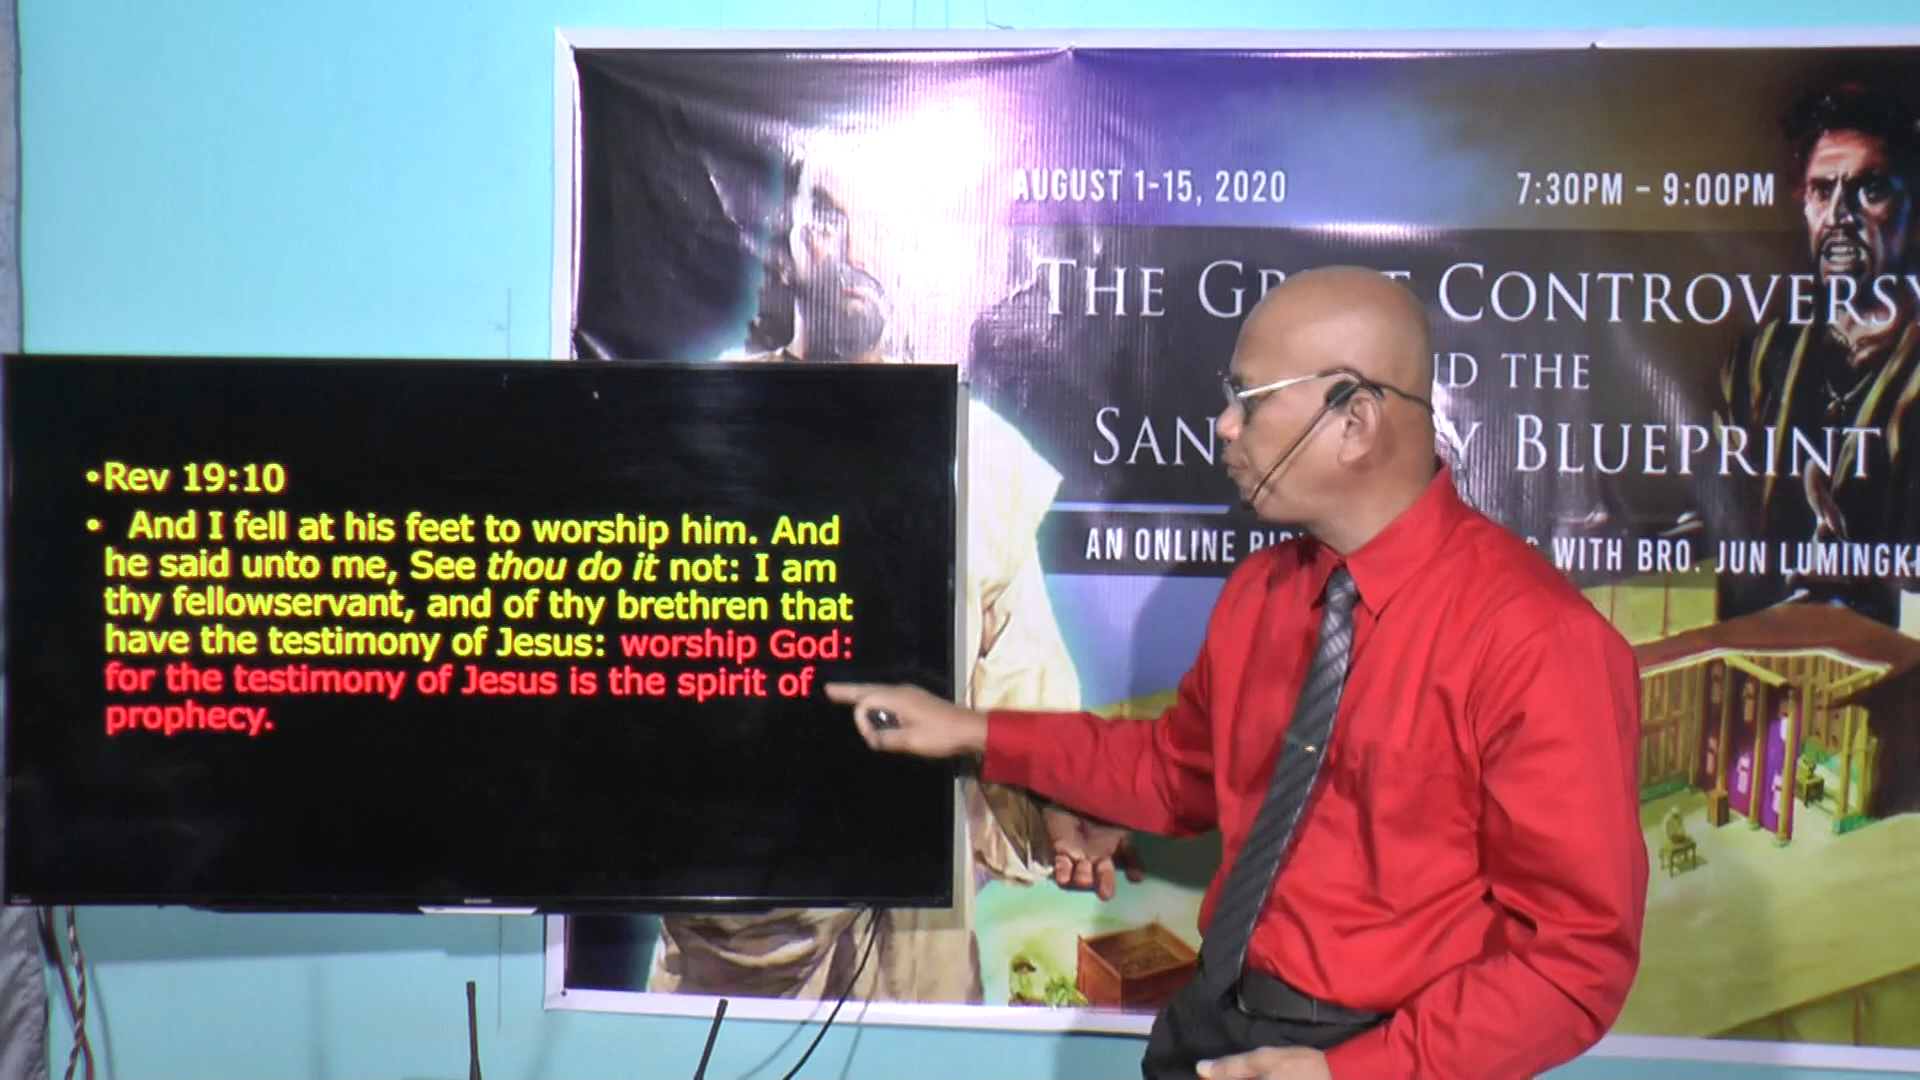 AUGUST 1-15, 2020
7:30PM – 9:00PM
THE CONTROVERSY
THE
BLUEPRINT
AN ONLINE WITH BRO. JUN
•Rev 19:10
• And I fell at his feet to worship him. And
he said unto me, See thou do it not: I am
thy fellowservant, and of thy brethren that
have the testimony of Jesus: worship God:
for the testimony of Jesus is the spirit of
prophecy.